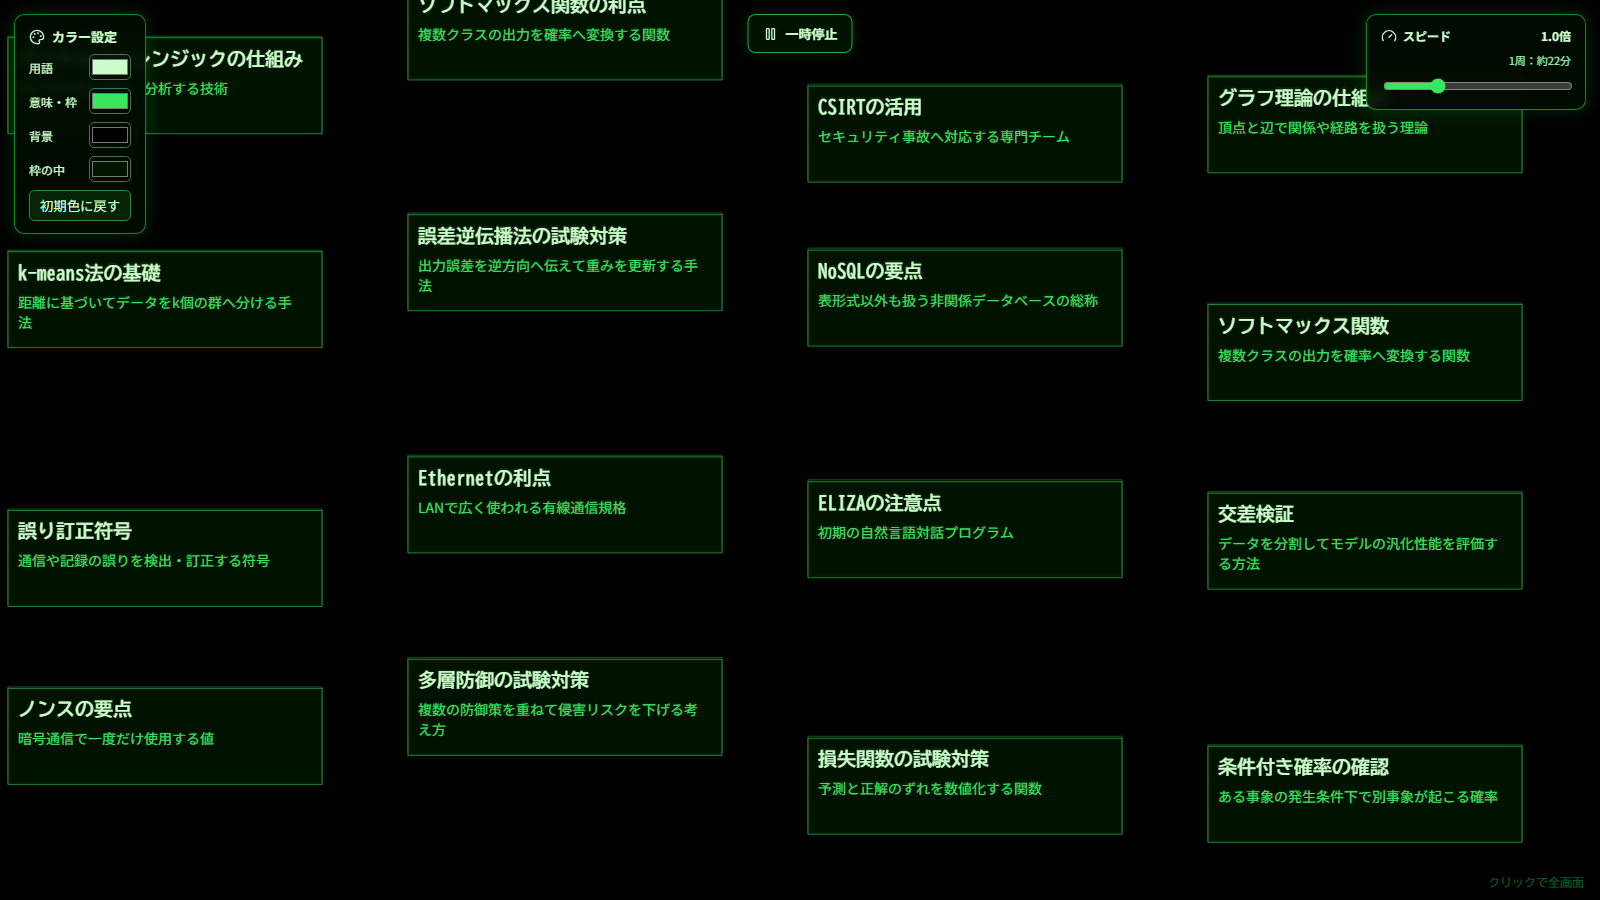 カラー設定
用語
意味・枠
背景
枠の中
初期色に戻す
ンジックの仕組み
分析する技術
k-means法の基礎
距離に基づいてデータをk個の群へ分ける手
法
誤り訂正符号
通信や記録の誤りを検出・訂正する符号
ノンスの要点
暗号通信で一度だけ使用する値
ソフトマックス関数の利点
複数クラスの出力を確率へ変換する関数
誤差逆伝播法の試験対策
出力誤差を逆方向へ伝えて重みを更新する手
法
Ethernetの利点
LANで広く使われる有線通信規格
多層防御の試験対策
複数の防御策を重ねて侵害リスクを下げる考
え方
一時停止
CSIRTの活用
セキュリティ事故へ対応する専門チーム
NoSQLの要点
表形式以外も扱う非関係データベースの総称
ELIZAの注意点
初期の自然言語対話プログラム
損失関数の試験対策
予測と正解のずれを数値化する関数
スピード 1.0倍
1周：約22分
グラフ理論の仕組
頂点と辺で関係や経路を扱う理論
ソフトマックス関数
複数クラスの出力を確率へ変換する関数
交差検証
データを分割してモデルの汎化性能を評価す
る方法
条件付き確率の確認
ある事象の発生条件下で別事象が起こる確率
クリックで全画面